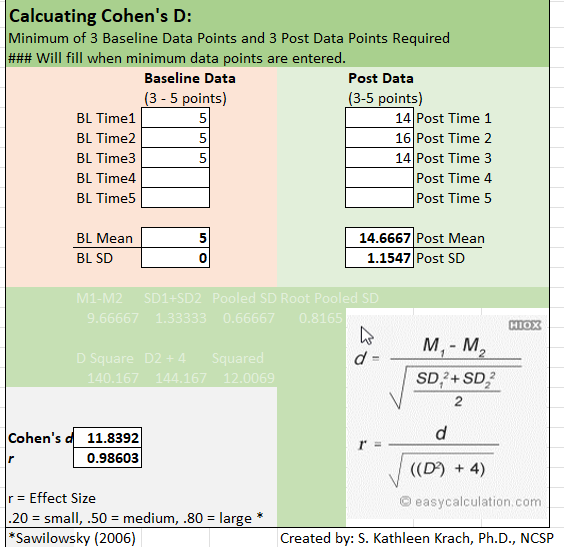 Calcuating Cohen's D:
Minimum of 3 Baseline Data Points and 3 Post Data Points Required
### Will fill when minimum data points are entered.
Baseline Data Post Data
(3 - 5 points) (3-5 points)
BL Time1 5 14 Post Time 1
BL Time2 5 16 Post Time 2
BL Time3 5 14 Post Time 3
BL Time4 Post Time 4
BL Time5 Post Time 5
BL Mean 5 14.6667 Post Mean
BL SD 0 1.1547 Post SD
M1-M2 SD1+SD2 Pooled SD Root Pooled SD
9.66667 1.33333 0.66667 0.8165
HIOX
d = M₁ - M₂
SD₁² + SD₂²
2
D Square D2 + 4 Squared
140.167 144.167 12.0069
r = d
((D²) + 4)
Cohen's d 11.8392
r 0.98603
© easycalculation.com
r = Effect Size
.20 = small, .50 = medium, .80 = large *
*Sawilowsky (2006) Created by: S. Kathleen Krach, Ph.D., NCSP